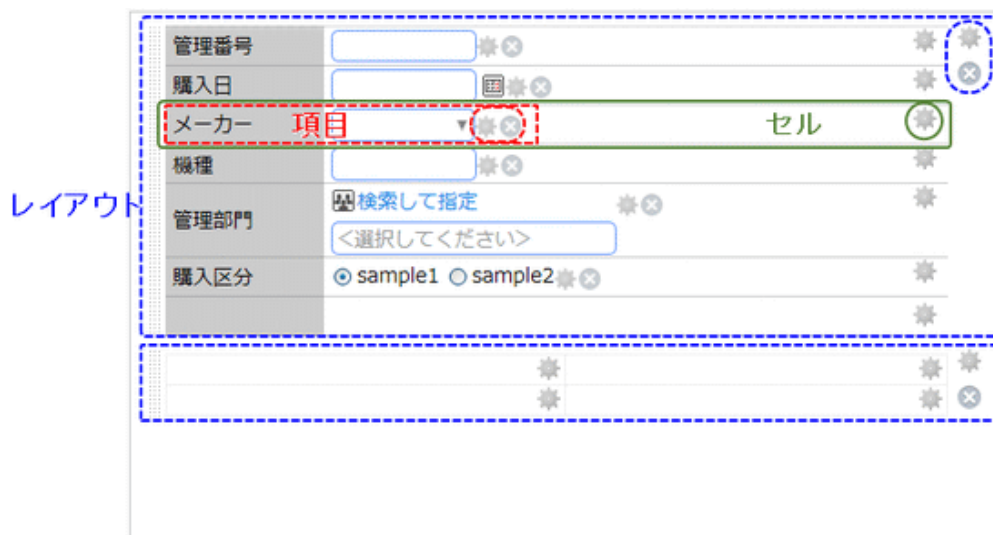 管理番号
購入日
メーカー 項目 セル
機種
レイアウト
管理部門 検索して指定
<選択してください>
購入区分 sample1 sample2